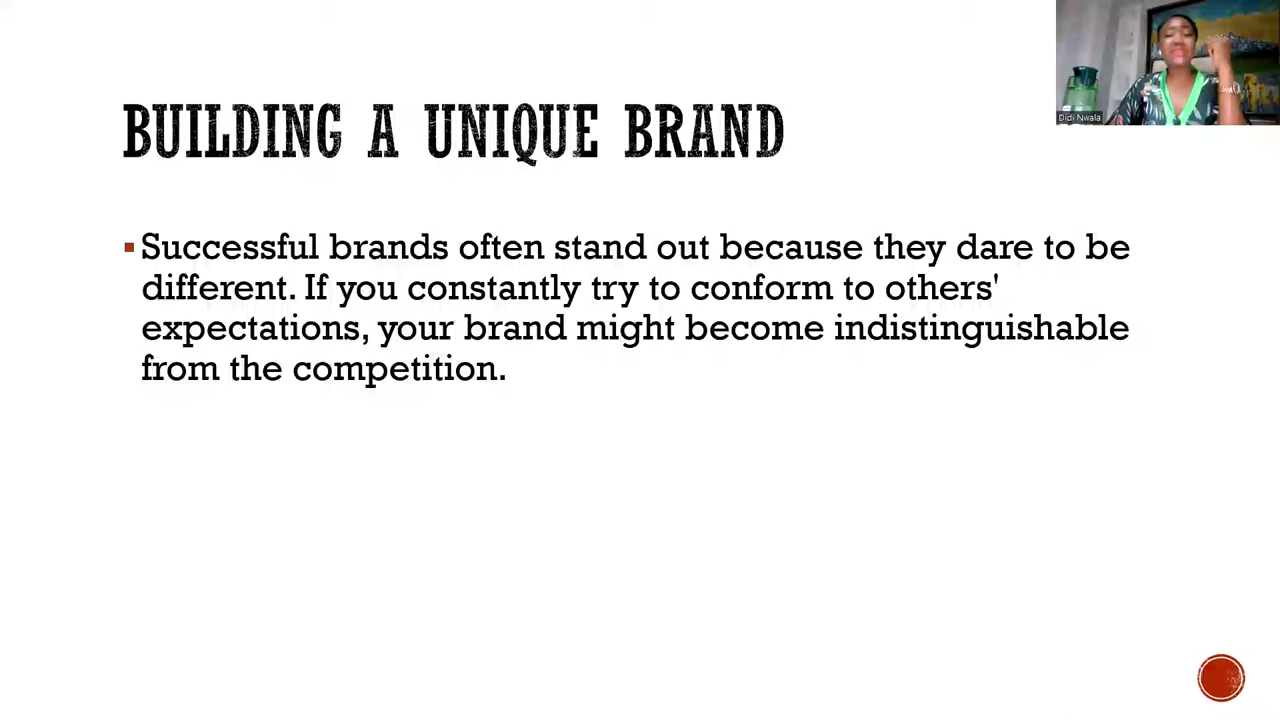 BUILDING A UNIQUE BRAND
Didi Nwala
▪ Successful brands often stand out because they dare to be
different. If you constantly try to conform to others'
expectations, your brand might become indistinguishable
from the competition.